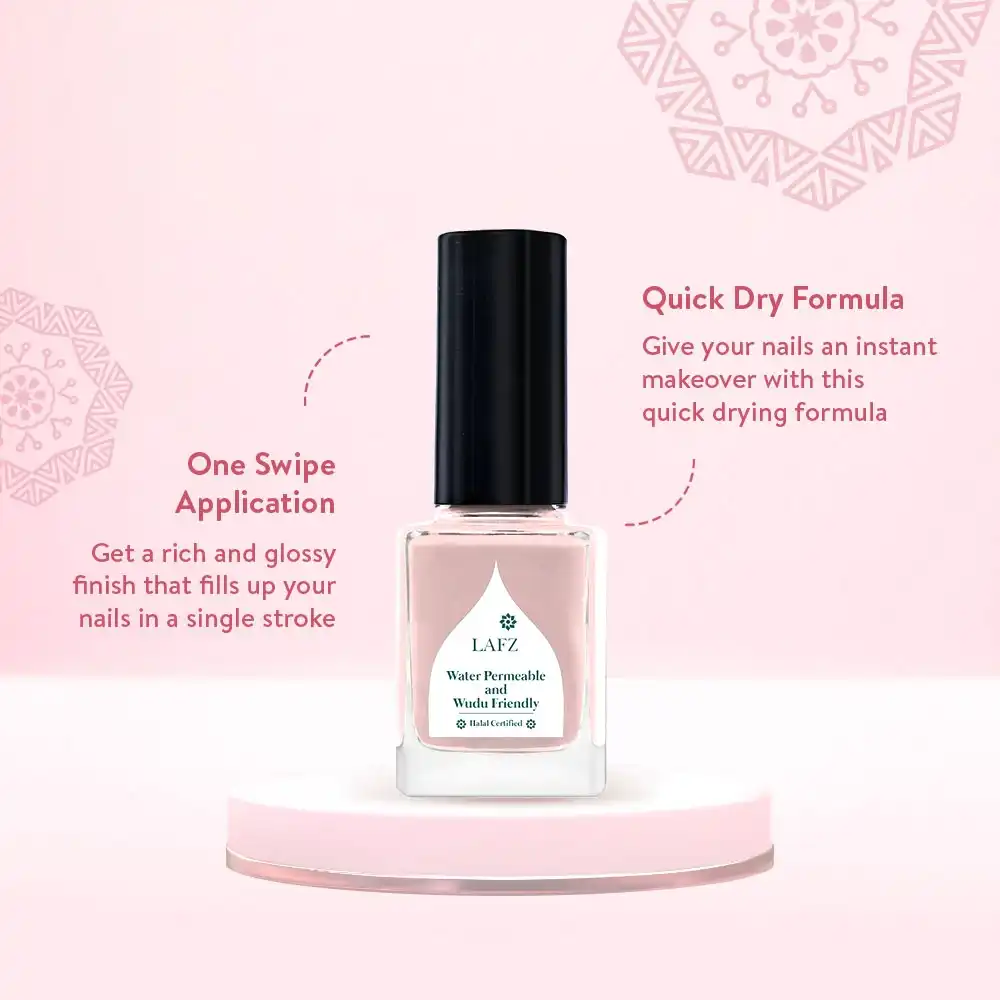 Quick Dry Formula
Give your nails an instant
makeover with this
quick drying formula
One Swipe
Application
Get a rich and glossy
finish that fills up your
nails in a single stroke
LAFZ
Water Permeable
and
Wudu Friendly
Halal Certified